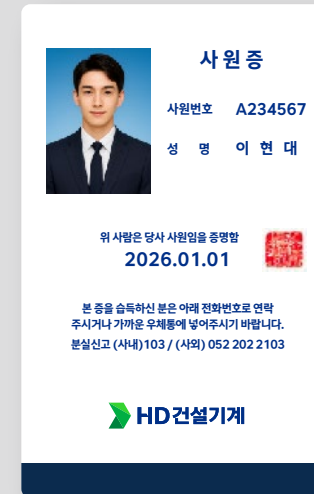 사원증
사원번호 A234567
성 명 이 현 대
위 사람은 당사 사원임을 증명함
2026.01.01
본 증을 습득하신 분은 아래 전화번호로 연락
주시거나 가까운 우체통에 넣어주시기 바랍니다.
분실신고 (사내)103 / (사외) 052 202 2103
HD건설기계